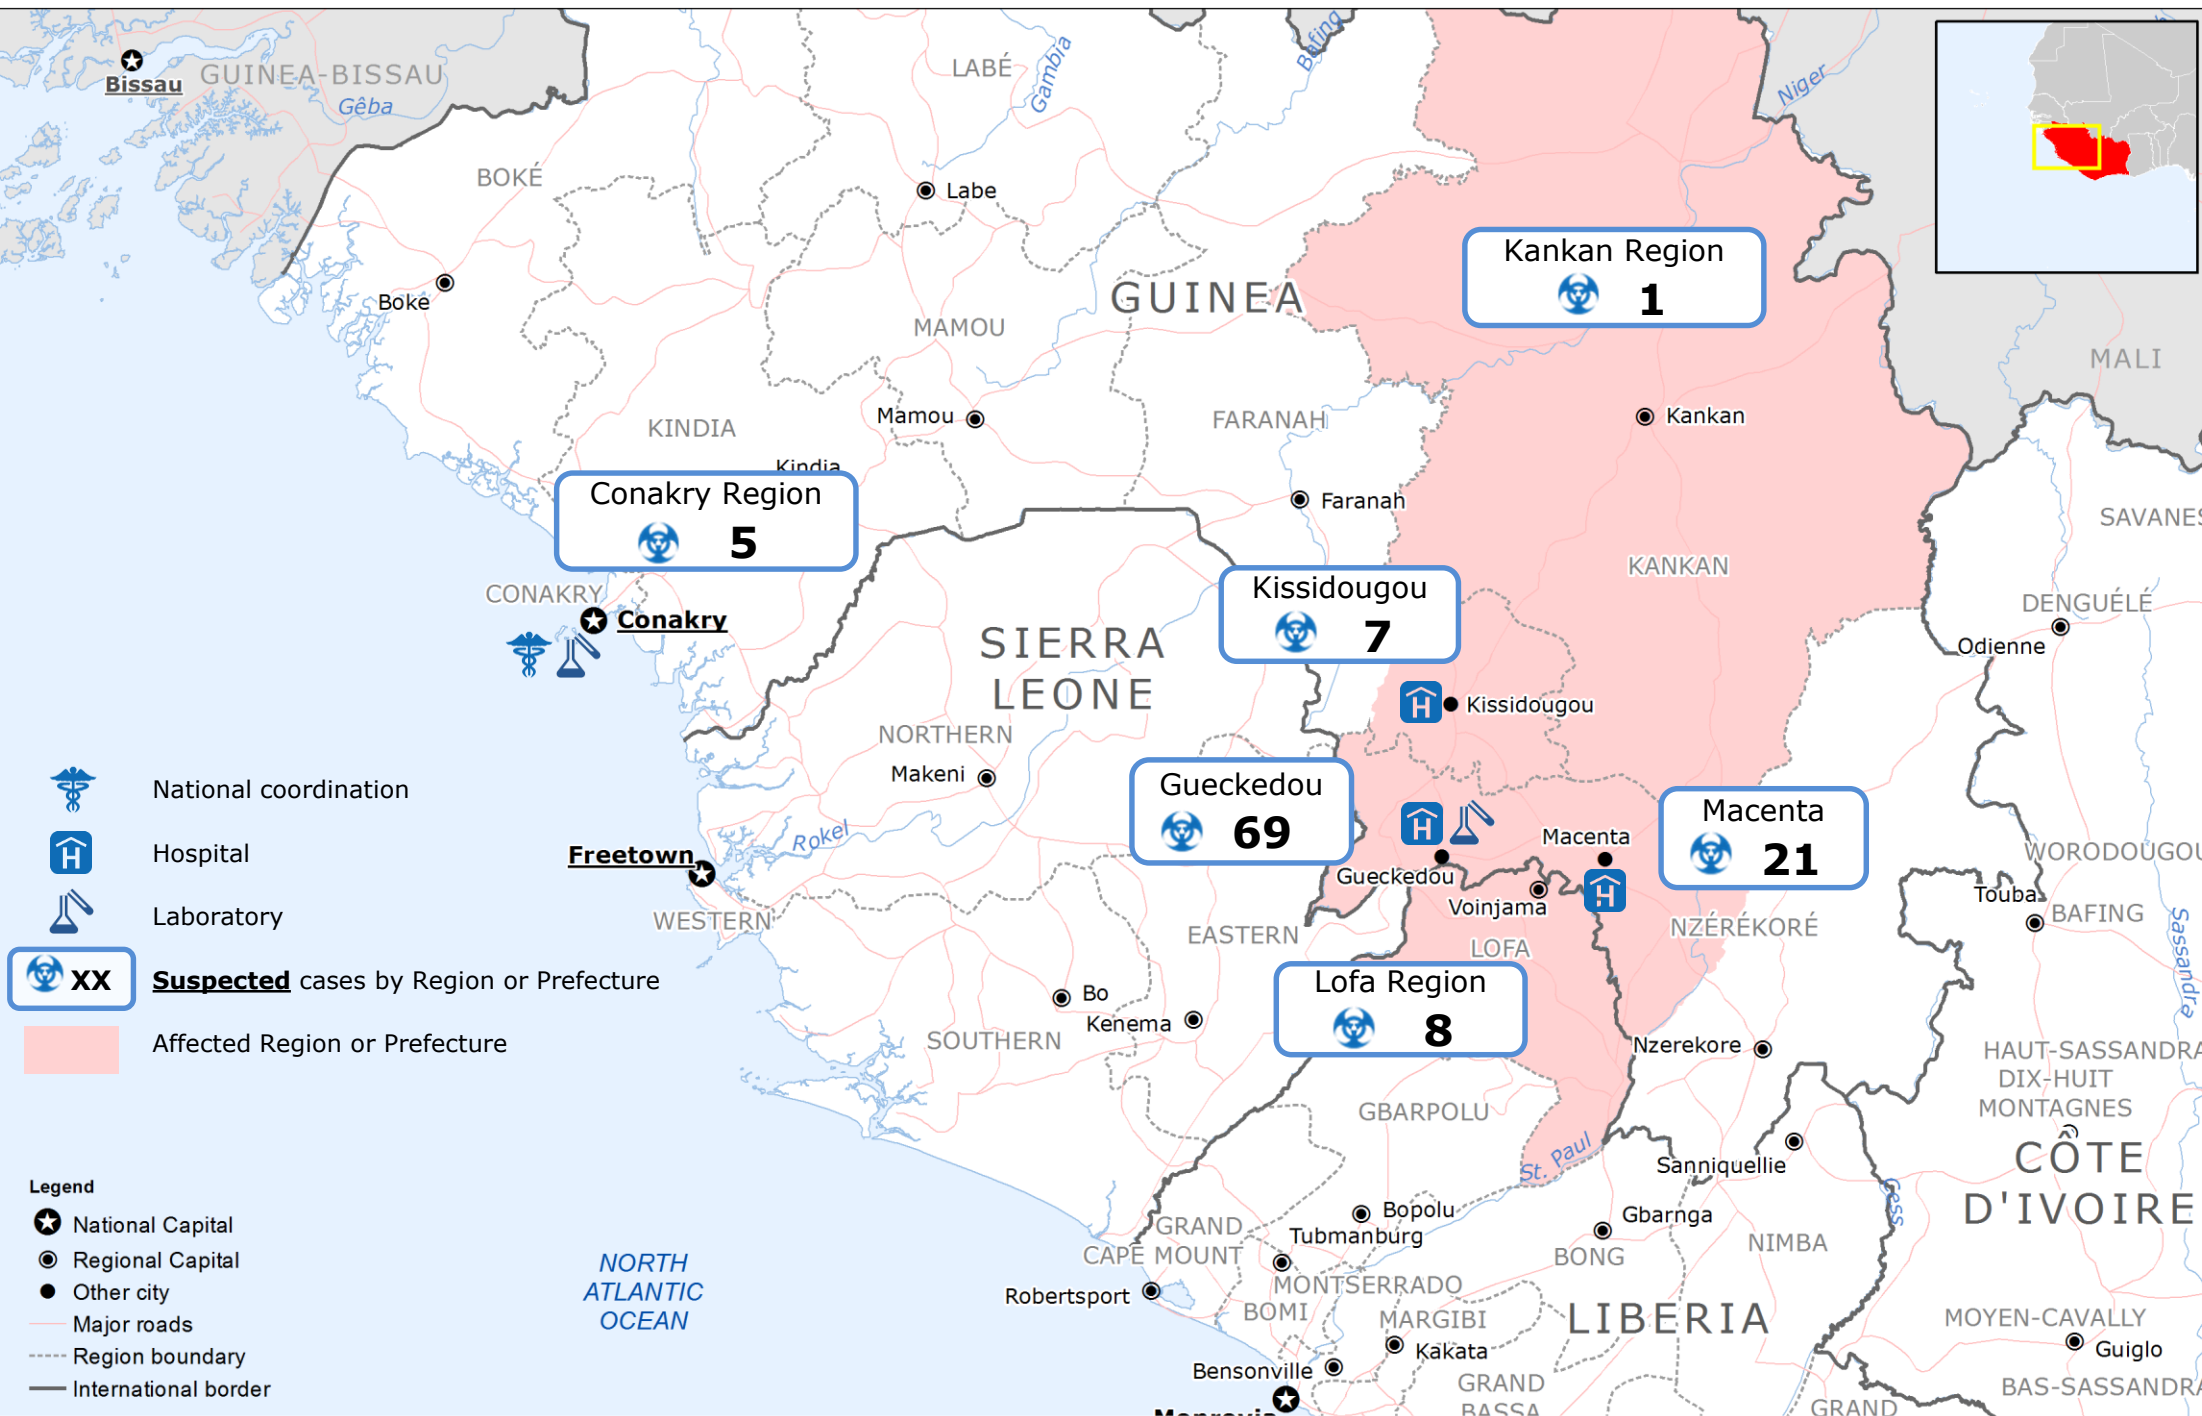 Bissau
GUINEA-BISSAU
Gêba
BOKÉ
Boke
LABÉ
Gambia
Labe
Bafing
Niger
GUINEA
MAMOU
Mamou
KINDIA
Kindia
FARANAH
Faranah
Kankan Region
1
Kankan
KANKAN
MALI
SAVANES
DENGUÉLÉ
Odienne
Conakry Region
5
CONAKRY
Conakry
Kissidougou
7
Kissidougou
SIERRA
LEONE
NORTHERN
Makeni
Rokel
Freetown
WESTERN
Gueckedou
69
Gueckedou
Macenta
Macenta
21
Voinjama
LOFA
NZÉRÉKORÉ
EASTERN
Lofa Region
8
Bo
Kenema
SOUTHERN
Nzerekore
WORODOUGOU
Touba
BAFING
Sassandra
HAUT-SASSANDRA
DIX-HUIT
MONTAGNES
CÔTE
D'IVOIRE
GBARPOLU
St. Paul
Sanniquellie
Cess
Bopolu
Tubmanburg
Gbarnga
GRAND
CAPE MOUNT
BONG
NIMBA
MONTSERRADO
Robertsport
BOMI
MARGIBI
LIBERIA
Kakata
Bensonville
GRAND
BASSA
Monrovia
MOYEN-CAVALLY
Guiglo
BAS-SASSANDRA
GRAND
National coordination
Hospital
Laboratory
XX
Suspected cases by Region or Prefecture
Affected Region or Prefecture
Legend
National Capital
Regional Capital
Other city
Major roads
Region boundary
International border
NORTH
ATLANTIC
OCEAN